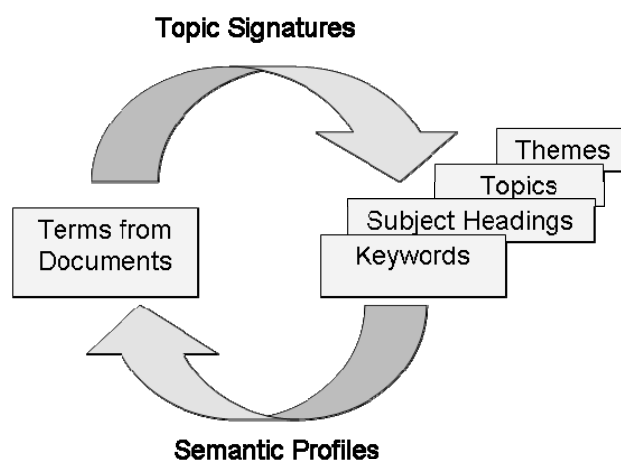 Topic Signatures
Themes
Topics
Subject Headings
Keywords
Terms from
Documents
Semantic Profiles